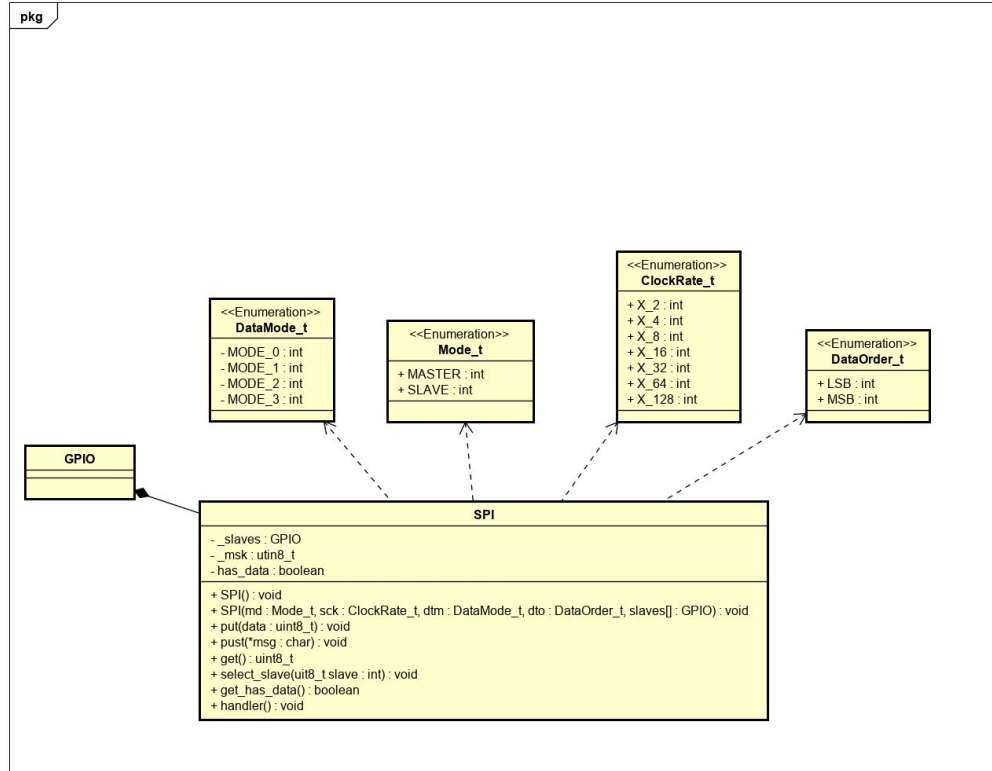 pkg
<<Enumeration>>
DataMode_t
- MODE_0 : int
- MODE_1 : int
- MODE_2 : int
- MODE_3 : int
<<Enumeration>>
Mode_t
+ MASTER : int
+ SLAVE : int
<<Enumeration>>
ClockRate_t
+ X_2 : int
+ X_4 : int
+ X_8 : int
+ X_16 : int
+ X_32 : int
+ X_64 : int
+ X_128 : int
<<Enumeration>>
DataOrder_t
+ LSB : int
+ MSB : int
GPIO
SPI
- _slaves : GPIO
- _msk : utin8_t
- has_data : boolean
+ SPI() : void
+ SPI(md : Mode_t, sck : ClockRate_t, dtm : DataMode_t, dto : DataOrder_t, slaves[] : GPIO) : void
+ put(data : uint8_t) : void
+ pust(*msg : char) : void
+ get() : uint8_t
+ select_slave(uit8_t slave : int) : void
+ get_has_data() : boolean
+ handler() : void